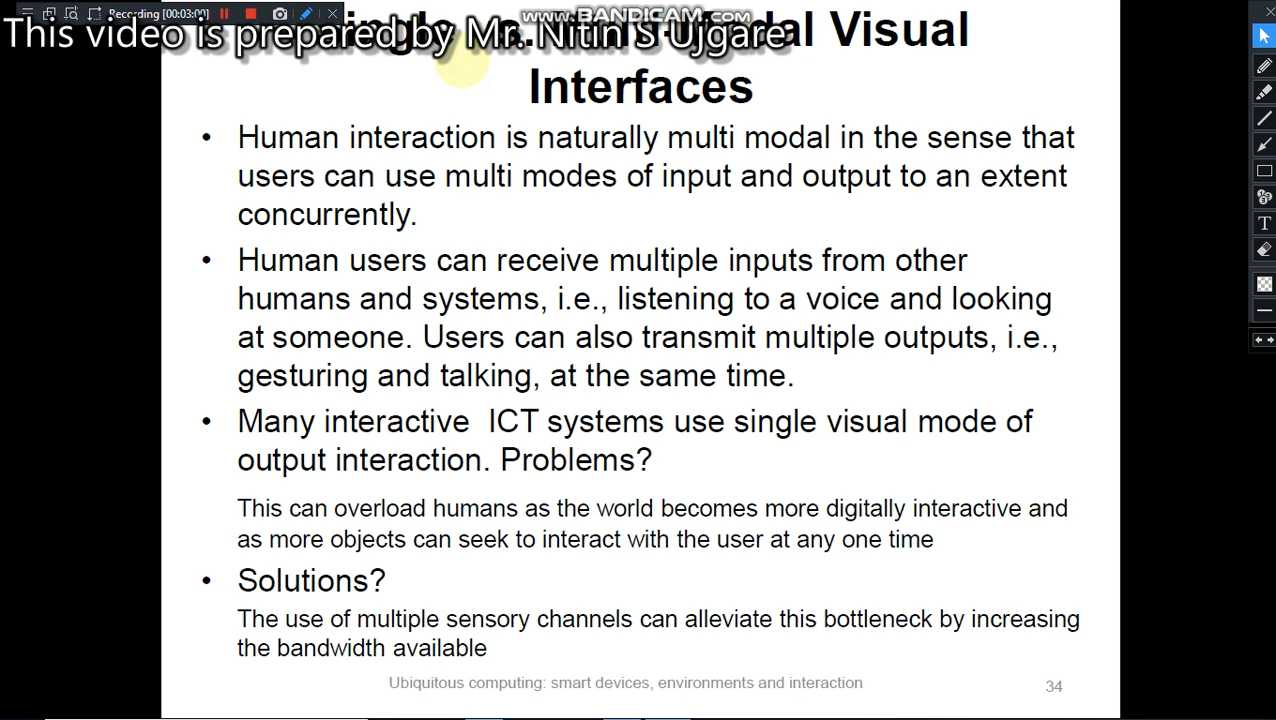 Recording [00:03:00]
www.BANDICAM.com
This video is prepared by Mr. Nitin S Ujgare
Visual
Interfaces
• Human interaction is naturally multi modal in the sense that
users can use multi modes of input and output to an extent
concurrently.
• Human users can receive multiple inputs from other
humans and systems, i.e., listening to a voice and looking
at someone. Users can also transmit multiple outputs, i.e.,
gesturing and talking, at the same time.
• Many interactive ICT systems use single visual mode of
output interaction. Problems?
This can overload humans as the world becomes more digitally interactive and
as more objects can seek to interact with the user at any one time
• Solutions?
The use of multiple sensory channels can alleviate this bottleneck by increasing
the bandwidth available
Ubiquitous computing: smart devices, environments and interaction
34